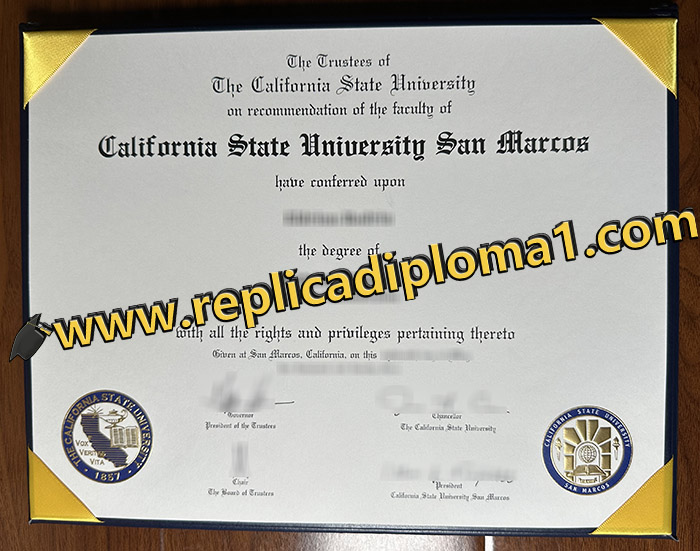 The Trustees of
The California State University
on recommendation of the faculty of
California State University San Marcos
have conferred upon
the degree of
www.replicadiploma1.com
with all the rights and privileges pertaining thereto
Given at San Marcos, California, on this
Governor
President of the Trustees
Chancellor
The California State University
Chair
The Board of Trustees
President
California State University San Marcos
THE CALIFORNIA STATE UNIVERSITY
VOX
VERITAS
VITA
1857
CALIFORNIA STATE UNIVERSITY
SAN MARCOS